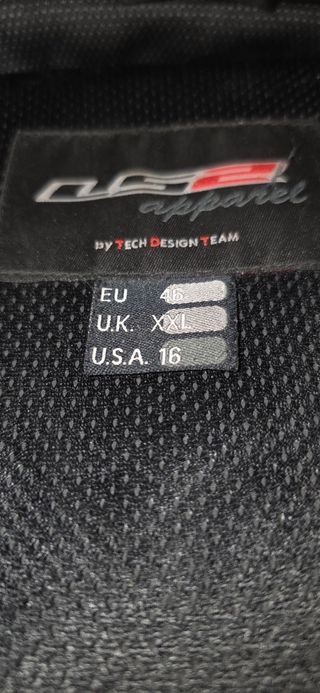 LS2
apparel
BY TECH DESIGN TEAM
EU 46
U.K. XXL
U.S.A. 16